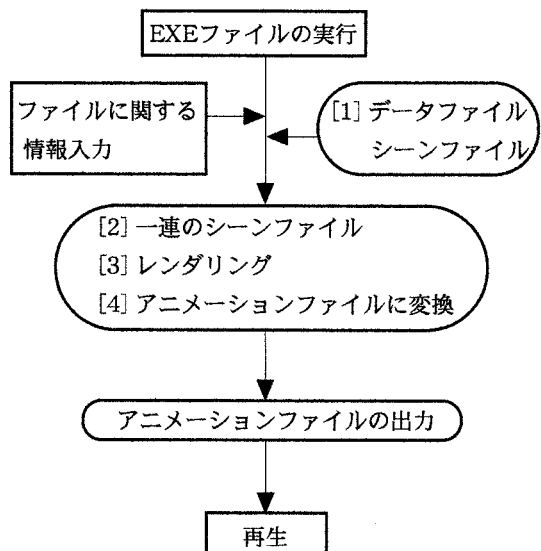 EXEファイルの実行
ファイルに関する
情報入力
[1] データファイル
シーンファイル
[2] 一連のシーンファイル
[3] レンダリング
[4] アニメーションファイルに変換
アニメーションファイルの出力
再生